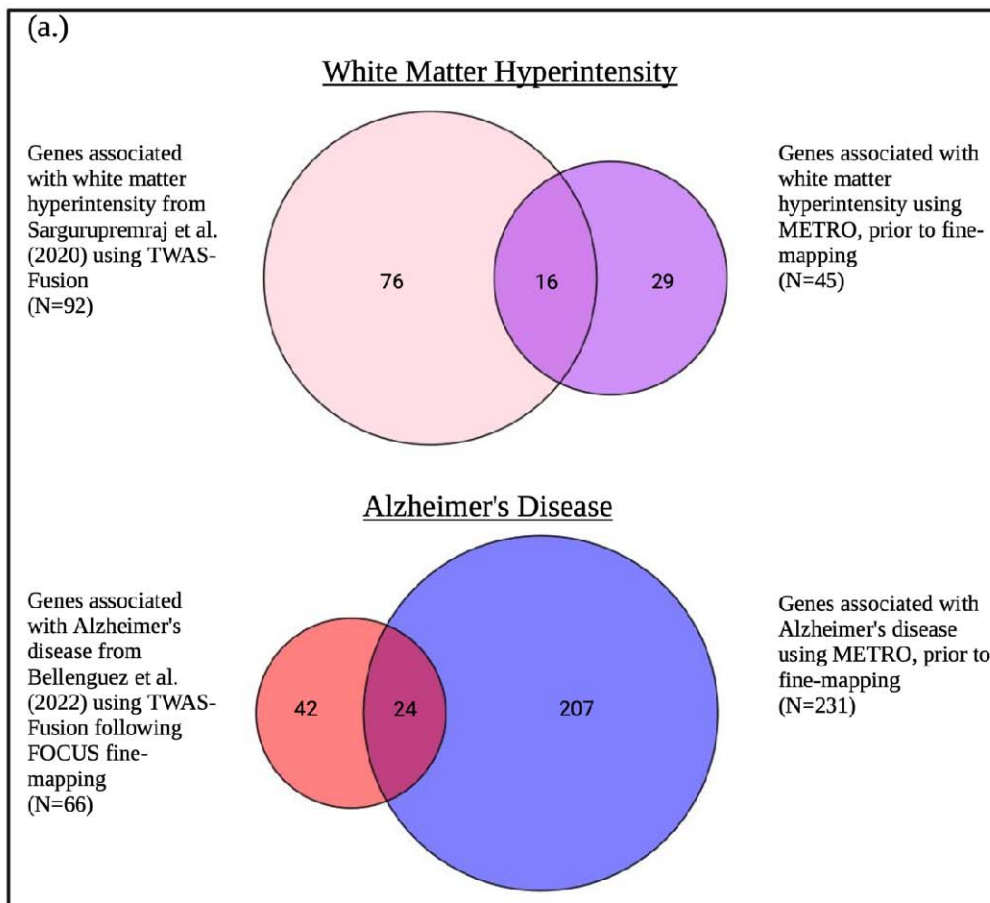 (a.)
White Matter Hyperintensity
Genes associated
with white matter
hyperintensity from
Sargurupremraj et al.
(2020) using TWAS-
Fusion
(N=92)
76
16
29
Genes associated with
white matter
hyperintensity using
METRO, prior to fine-
mapping
(N=45)
Alzheimer's Disease
Genes associated
with Alzheimer's
disease from
Bellenguez et al.
(2022) using TWAS-
Fusion following
FOCUS fine-
mapping
(N=66)
42
24
207
Genes associated with
Alzheimer's disease
using METRO, prior to
fine-mapping
(N=231)